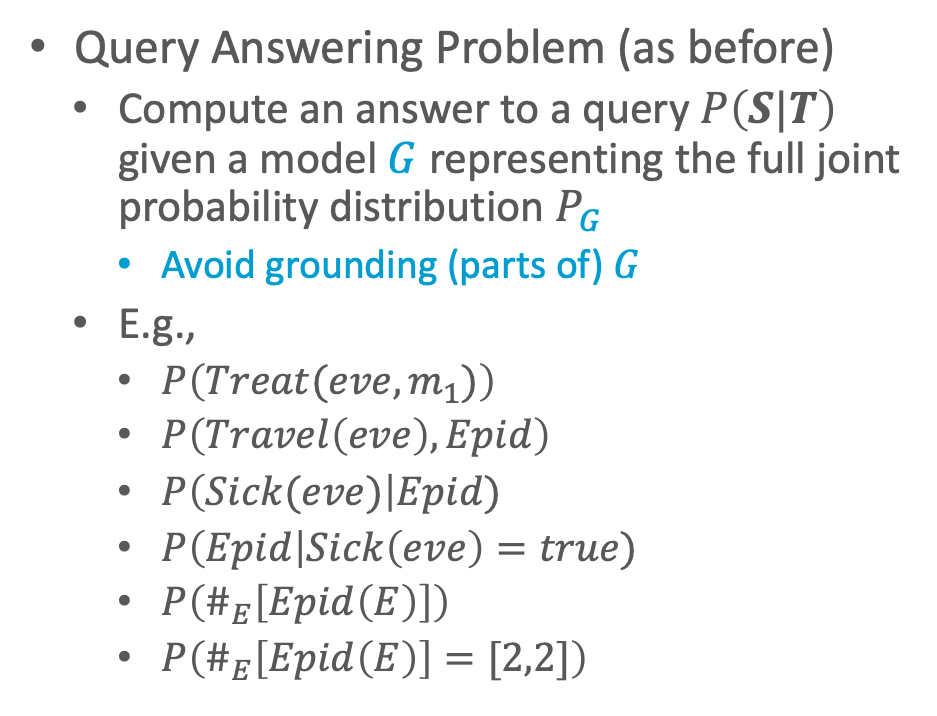 • Query Answering Problem (as before)
• Compute an answer to a query P(S|T)
given a model G representing the full joint
probability distribution P_G
• Avoid grounding (parts of) G
• E.g.,
• P(Treat(eve, m₁))
• P(Travel(eve), Epid)
• P(Sick(eve)|Epid)
• P(Epid|Sick(eve) = true)
• P(#_E[Epid(E)])
• P(#_E[Epid(E)] = [2,2])